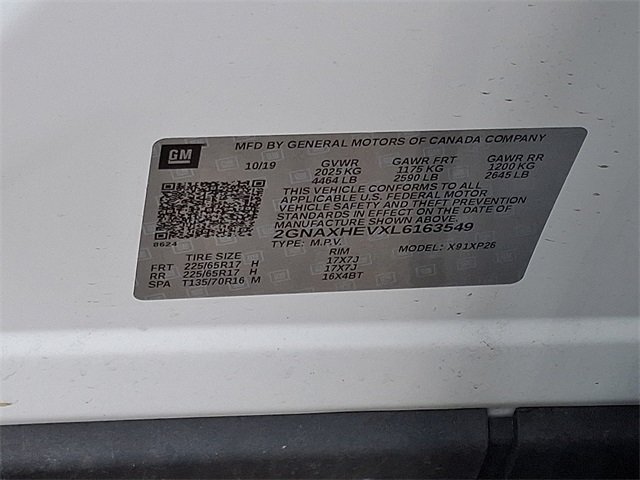 GM
MFD BY GENERAL MOTORS OF CANADA COMPANY
10/19 GVWR GAWR FRT GAWR RR
2025 KG 1175 KG 1200 KG
4464 LB 2590 LB 2645 LB
THIS VEHICLE CONFORMS TO ALL
APPLICABLE U.S. FEDERAL MOTOR
VEHICLE SAFETY AND THEFT PREVENTION
STANDARDS IN EFFECT ON THE DATE OF
MANUFACTURE SHOWN ABOVE.
2GNAXHEVXL6163549
8624
TYPE: M.P.V. MODEL: X91XP26
TIRE SIZE RIM
FRT 225/65R17 H 17X7J
RR 225/65R17 H 17X7J
SPA T135/70R16 M 16X4BT